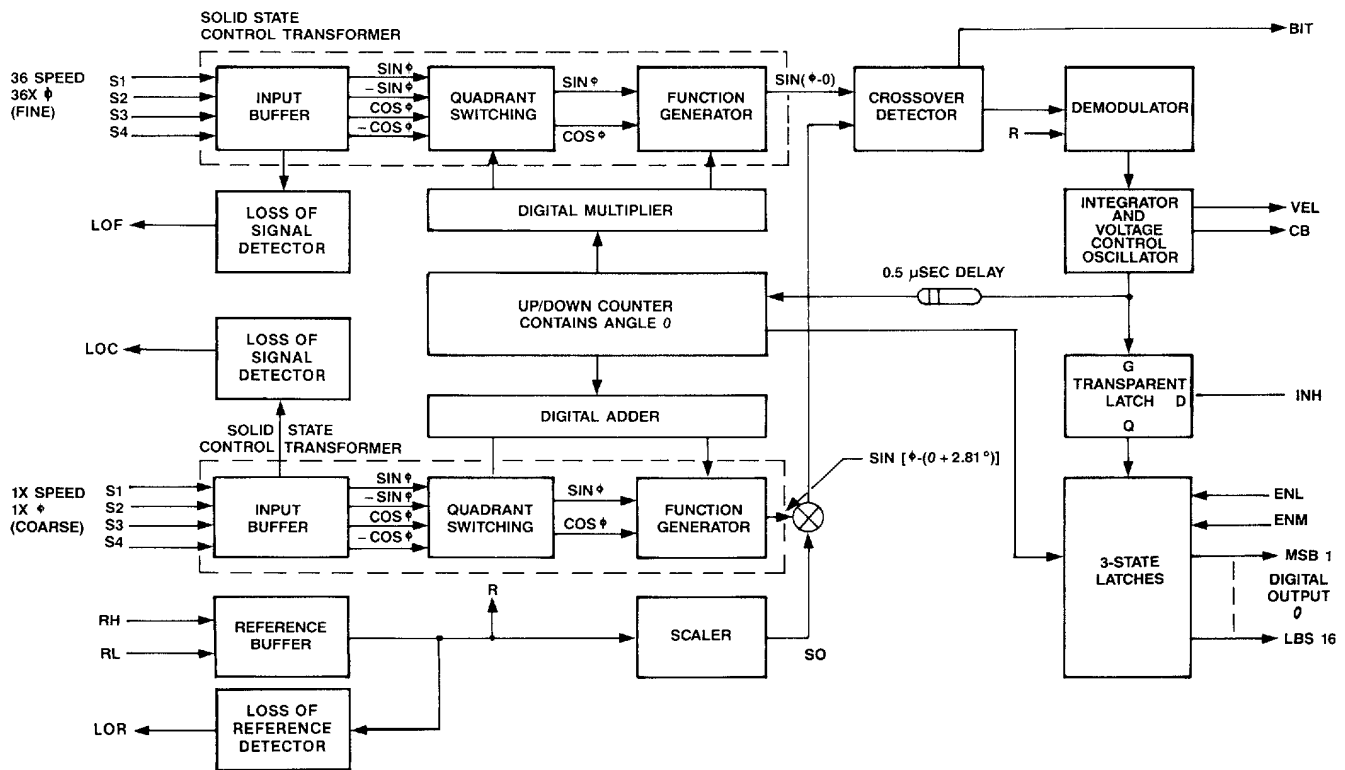 SOLID STATE
CONTROL TRANSFORMER
36 SPEED
36X ϕ
(FINE)
S1
S2
S3
S4
INPUT
BUFFER
SIN ϕ
–SIN ϕ
COS ϕ
–COS ϕ
QUADRANT
SWITCHING
SIN ϕ
COS ϕ
FUNCTION
GENERATOR
SIN(ϕ-0)
CROSSOVER
DETECTOR
BIT
DEMODULATOR
R
LOF
LOSS OF
SIGNAL
DETECTOR
DIGITAL MULTIPLIER
INTEGRATOR
AND
VOLTAGE
CONTROL
OSCILLATOR
VEL
CB
0.5 µSEC DELAY
UP/DOWN COUNTER
CONTAINS ANGLE 0
LOC
LOSS OF
SIGNAL
DETECTOR
G
TRANSPARENT
LATCH D
Q
INH
DIGITAL ADDER
SOLID STATE
CONTROL TRANSFORMER
SIN [ϕ-(0 + 2.81°)]
1X SPEED
1X ϕ
(COARSE)
S1
S2
S3
S4
INPUT
BUFFER
SIN ϕ
–SIN ϕ
COS ϕ
–COS ϕ
QUADRANT
SWITCHING
SIN ϕ
COS ϕ
FUNCTION
GENERATOR
ENL
ENM
3-STATE
LATCHES
MSB 1
DIGITAL
OUTPUT
0
LBS 16
RH
RL
REFERENCE
BUFFER
R
SCALER
SO
LOR
LOSS OF
REFERENCE
DETECTOR